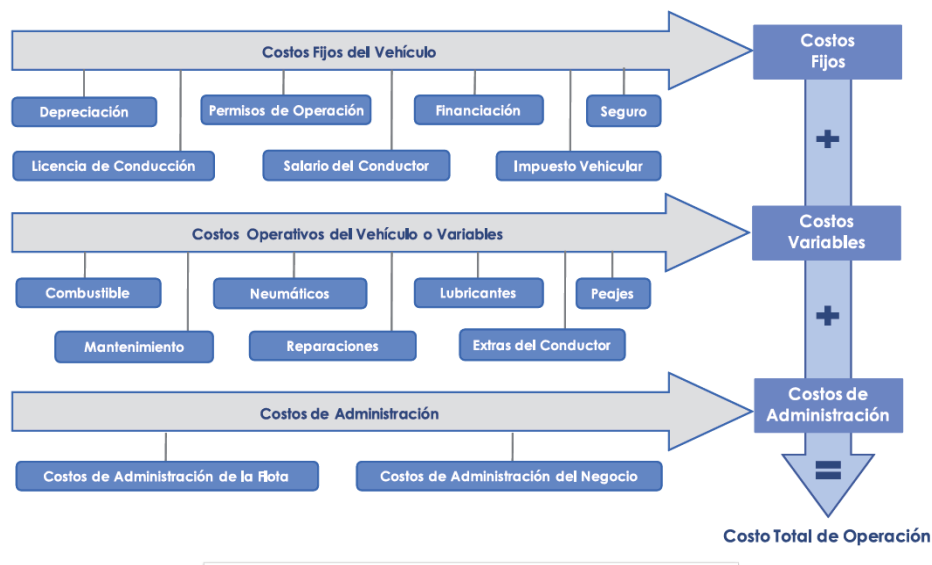 Costos Fijos del Vehículo
Costos
Fijos
Depreciación
Permisos de Operación
Financiación
Seguro
Licencia de Conducción
Salario del Conductor
Impuesto Vehicular
+
Costos Operativos del Vehículo o Variables
Costos
Variables
Combustible
Neumáticos
Lubricantes
Peajes
Mantenimiento
Reparaciones
Extras del Conductor
+
Costos de Administración
Costos de
Administración
Costos de Administración de la Flota
Costos de Administración del Negocio
=
Costo Total de Operación